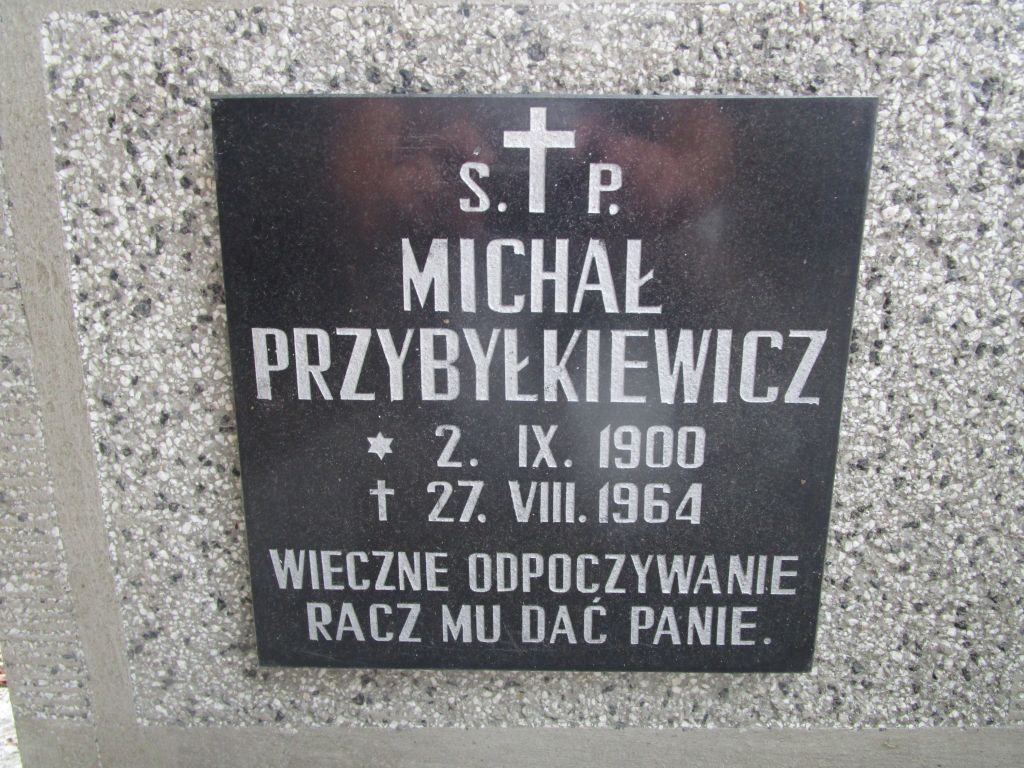 S. P.
MICHAŁ
PRZYBYŁKIEWICZ
2. IX. 1900
27. VIII. 1964
WIECZNE ODPOCZYWANIE
RACZ MU DAĆ PANIE.